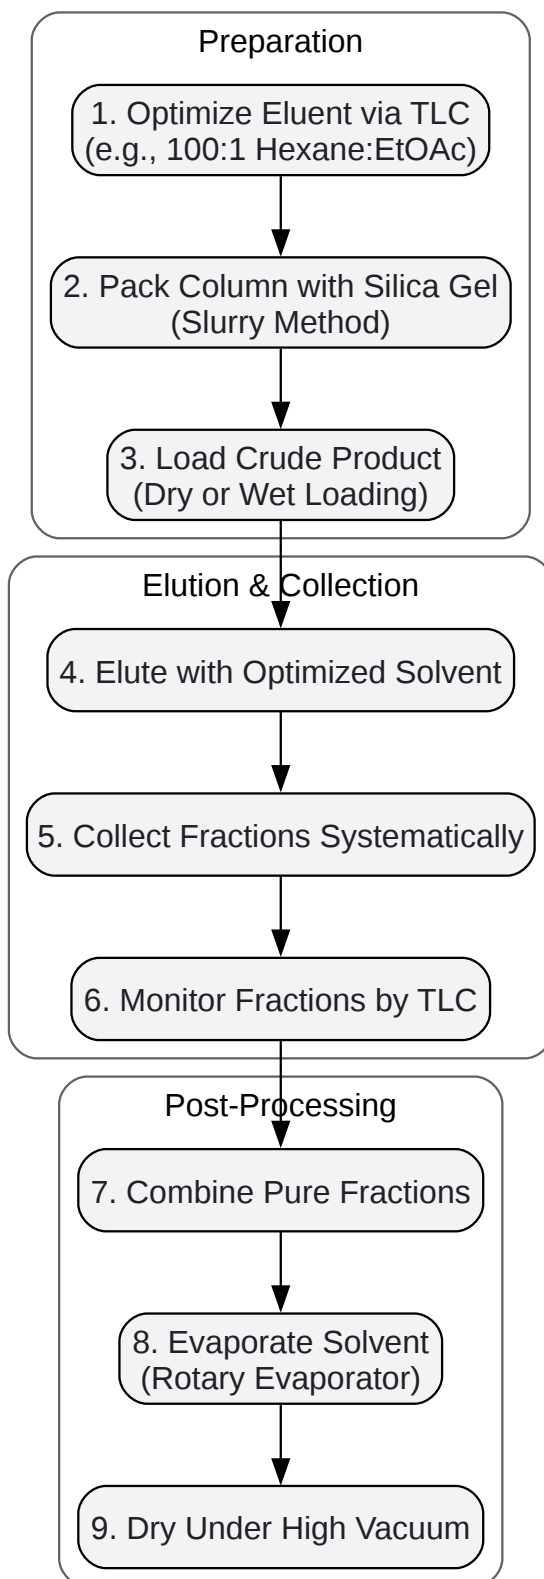 Preparation
1. Optimize Eluent via TLC
(e.g., 100:1 Hexane:EtOAc)
2. Pack Column with Silica Gel
(Slurry Method)
3. Load Crude Product
(Dry or Wet Loading)
Elution & Collection
4. Elute with Optimized Solvent
5. Collect Fractions Systematically
6. Monitor Fractions by TLC
Post-Processing
7. Combine Pure Fractions
8. Evaporate Solvent
(Rotary Evaporator)
9. Dry Under High Vacuum